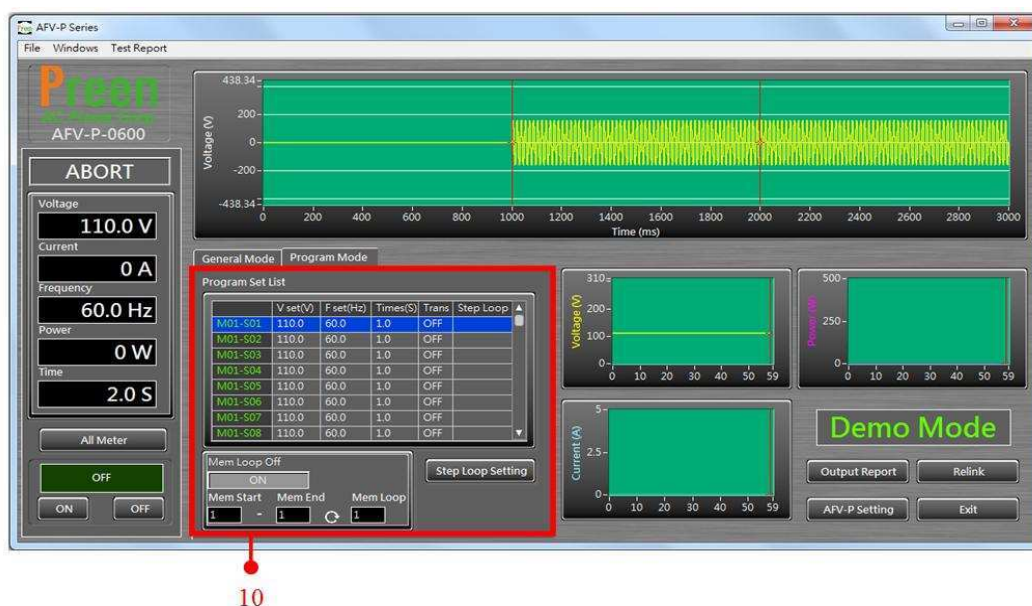 AFV-P Series
File Windows Test Report
Preen
AC Power Corp.
AFV-P-0600
ABORT
Voltage
110.0 V
Current
0 A
Frequency
60.0 Hz
Power
0 W
Time
2.0 S
All Meter
OFF
ON OFF
Voltage (V)
438.34
200
0
-200
-438.34
0 200 400 600 800 1000 1200 1400 1600 1800 2000 2200 2400 2600 2800 3000
Time (ms)
General Mode Program Mode
Program Set List
V set(V) F set(Hz) Times(S) Trans Step Loop
M01-S01 110.0 60.0 1.0 OFF
M01-S02 110.0 60.0 1.0 OFF
M01-S03 110.0 60.0 1.0 OFF
M01-S04 110.0 60.0 1.0 OFF
M01-S05 110.0 60.0 1.0 OFF
M01-S06 110.0 60.0 1.0 OFF
M01-S07 110.0 60.0 1.0 OFF
M01-S08 110.0 60.0 1.0 OFF
Mem Loop Off
ON
Mem Start Mem End Mem Loop
1 - 1 1
Step Loop Setting
Voltage (V)
310
200
100
0
0 10 20 30 40 50 59
Power (W)
500
250
0
0 10 20 30 40 50 59
Current (A)
5
2.5
0
0 10 20 30 40 50 59
Demo Mode
Output Report Relink
AFV-P Setting Exit
10